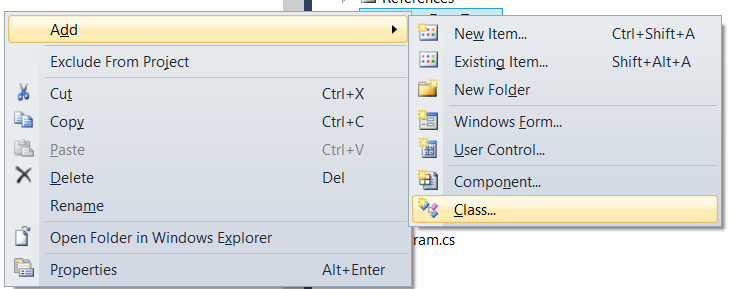 References
Add
Exclude From Project
Cut Ctrl+X
Copy Ctrl+C
Paste Ctrl+V
Delete Del
Rename
Open Folder in Windows Explorer
Properties Alt+Enter
New Item... Ctrl+Shift+A
Existing Item... Shift+Alt+A
New Folder
Windows Form...
User Control...
Component...
Class...
ram.cs